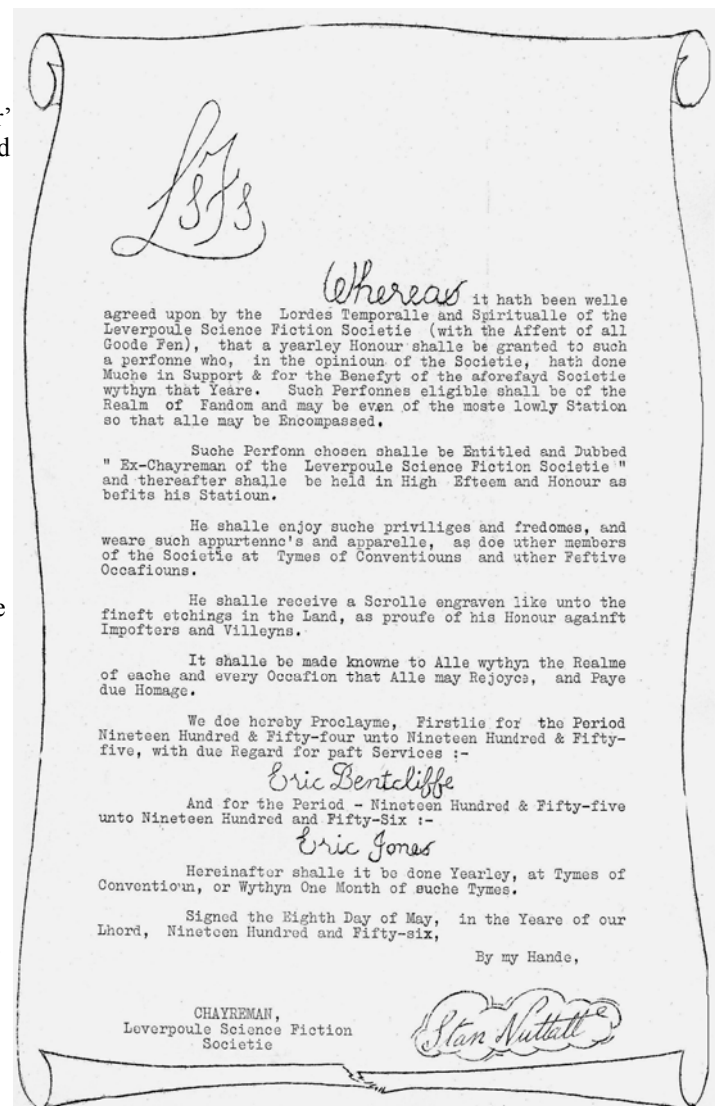 r’
d
e
LSFS
Whereas it hath been welle
agreed upon by the Lordes Temporalle and Spiritualle of the
Leverpoule Science Fiction Societie (with the Affent of all
Goode Fen), that a yearley Honour shalle be granted to such
a perfonne who, in the opinioun of the Societie, hath done
Muche in Support & for the Benefyt of the aforefayd Societie
wythyn that Yeare. Such Perfonnes eligible shall be of the
Realm of Fandom and may be even of the moste lowly Station
so that alle may be Encompassed.
Suche Perfonn chosen shalle be Entitled and Dubbed
" Ex-Chayreman of the Leverpoule Science Fiction Societie "
and thereafter shalle be held in High Efteem and Honour as
befits his Statioun.
He shalle enjoy suche priviliges and fredomes, and
weare such appurtennc's and apparelle, as doe uther members
of the Societie at Tymes of Conventiouns and uther Feftive
Occafiouns.
He shalle receive a Scrolle engraven like unto the
fineft etchings in the Land, as proufe of his Honour againft
Impofters and Villeyns.
It shalle be made knowne to Alle wythyn the Realme
of eache and every Occafion that Alle may Rejoyce, and Paye
due Homage.
We doe hereby Proclayme, Firstlie for the Period
Nineteen Hundred & Fifty-four unto Nineteen Hundred & Fifty-
five, with due Regard for paft Services :-
Eric Bentcliffe
And for the Period - Nineteen Hundred & Fifty-five
unto Nineteen Hundred and Fifty-Six :-
Eric Jones
Hereinafter shalle it be done Yearley, at Tymes of
Conventioun, or Wythyn One Month of suche Tymes.
Signed the Eighth Day of May, in the Yeare of our
Lhord, Nineteen Hundred and Fifty-six,
By my Hande,
CHAYREMAN,
Leverpoule Science Fiction
Societie
Stan Nuttall e